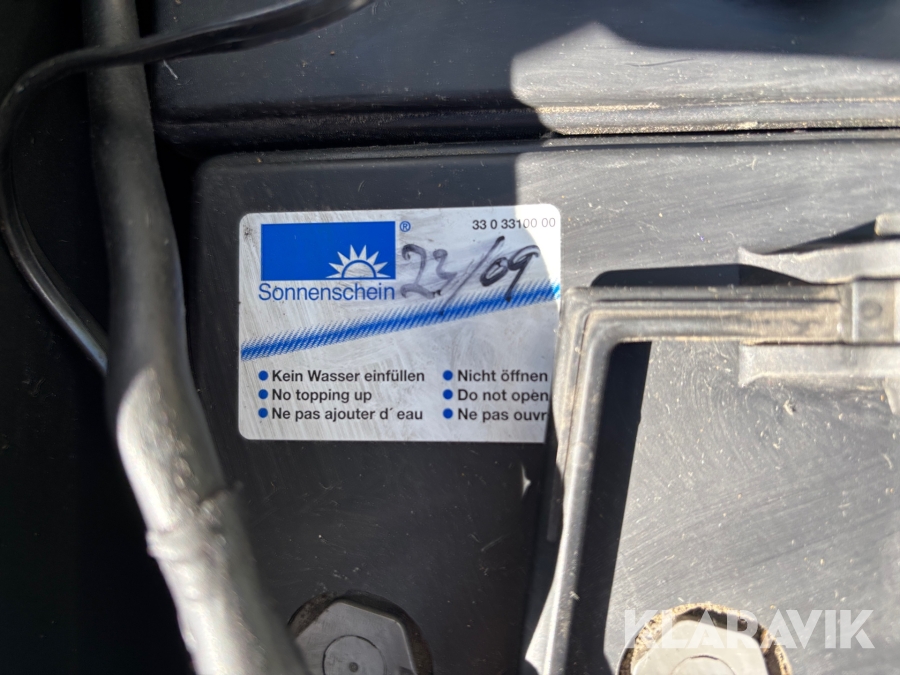 33 0 33100 00
®
Sonnenschein
23/09
• Kein Wasser einfüllen
• No topping up
• Ne pas ajouter d´ eau
• Nicht öffnen
• Do not open
• Ne pas ouvr
KLARAVIK